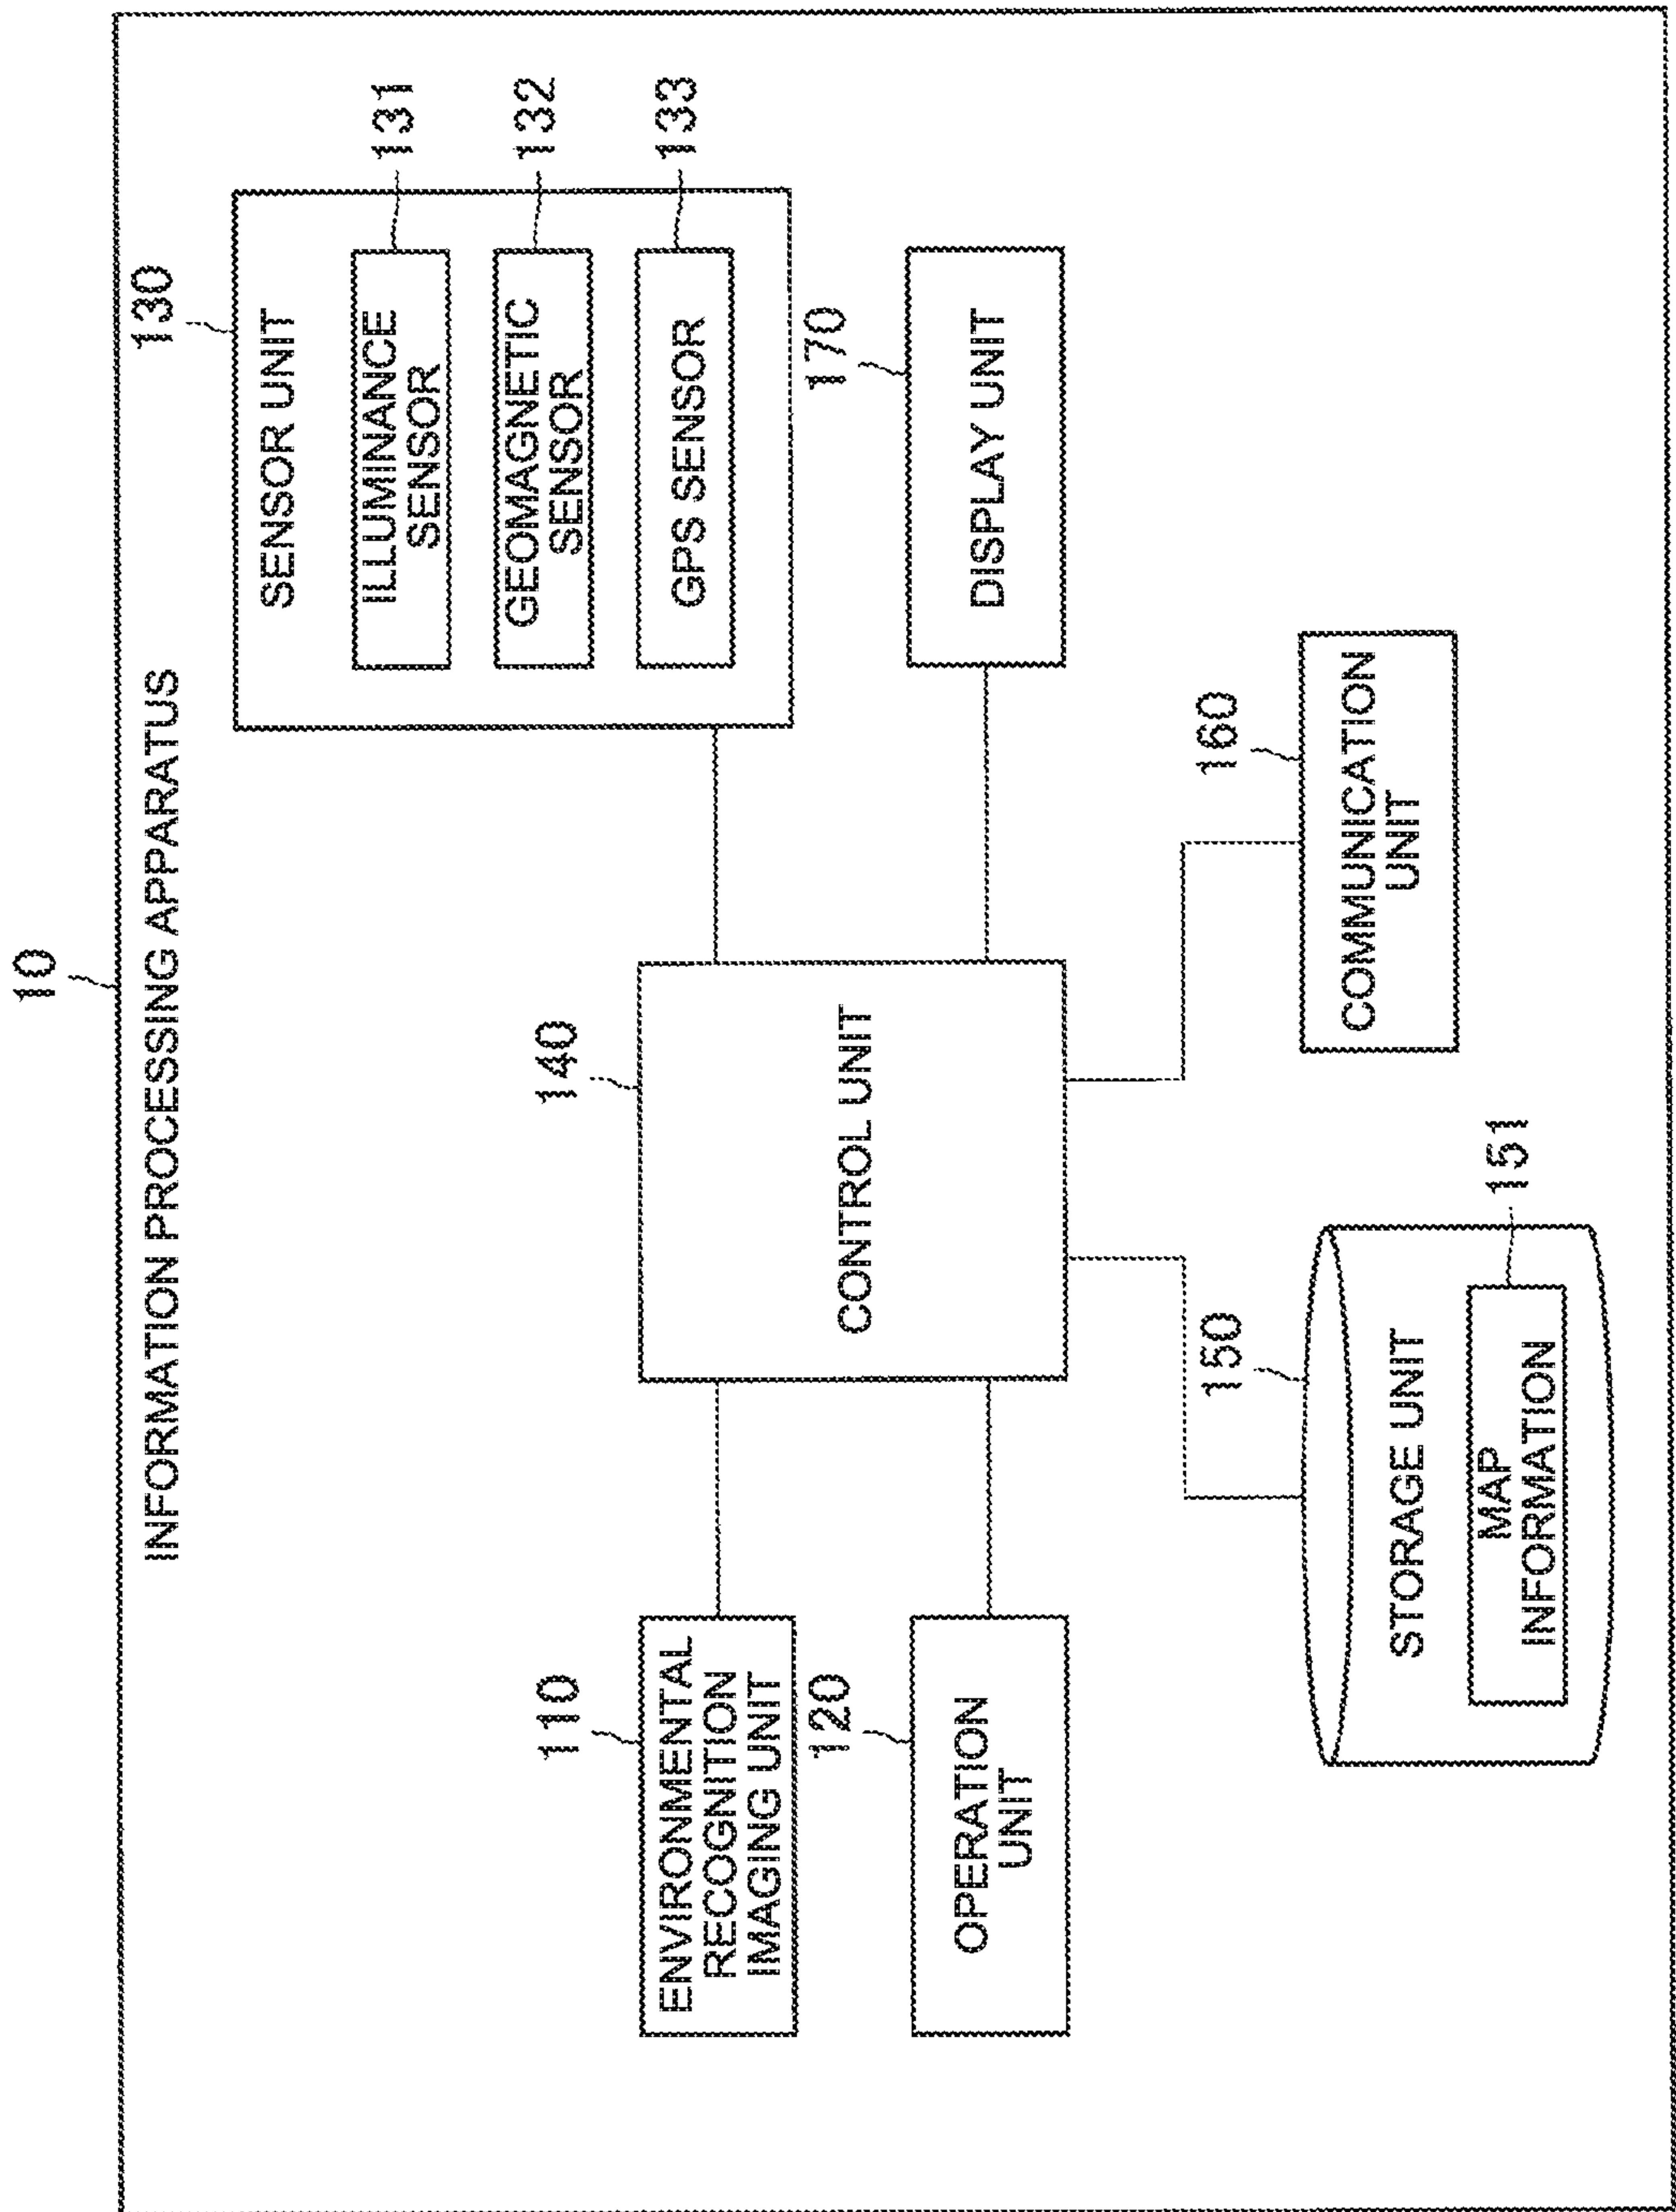 10
INFORMATION PROCESSING APPARATUS
130
SENSOR UNIT
ILLUMINANCE
SENSOR
131
GEOMAGNETIC
SENSOR
132
GPS SENSOR
133
110
ENVIRONMENTAL
RECOGNITION
IMAGING UNIT
140
CONTROL UNIT
120
OPERATION
UNIT
170
DISPLAY UNIT
150
STORAGE UNIT
MAP
INFORMATION
151
160
COMMUNICATION
UNIT